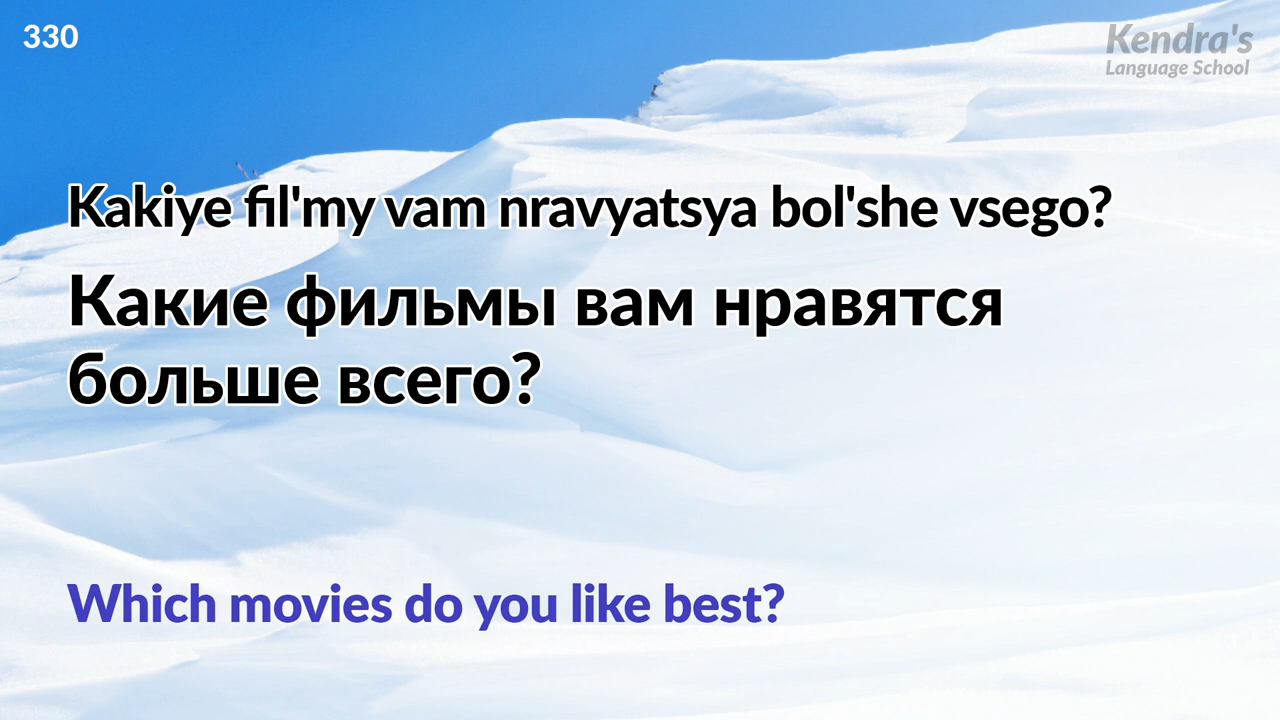 330
Kendra's
Language School
Kakiye fil'my vam nravyatsya bol'she vsego?
Какие фильмы вам нравятся
больше всего?
Which movies do you like best?